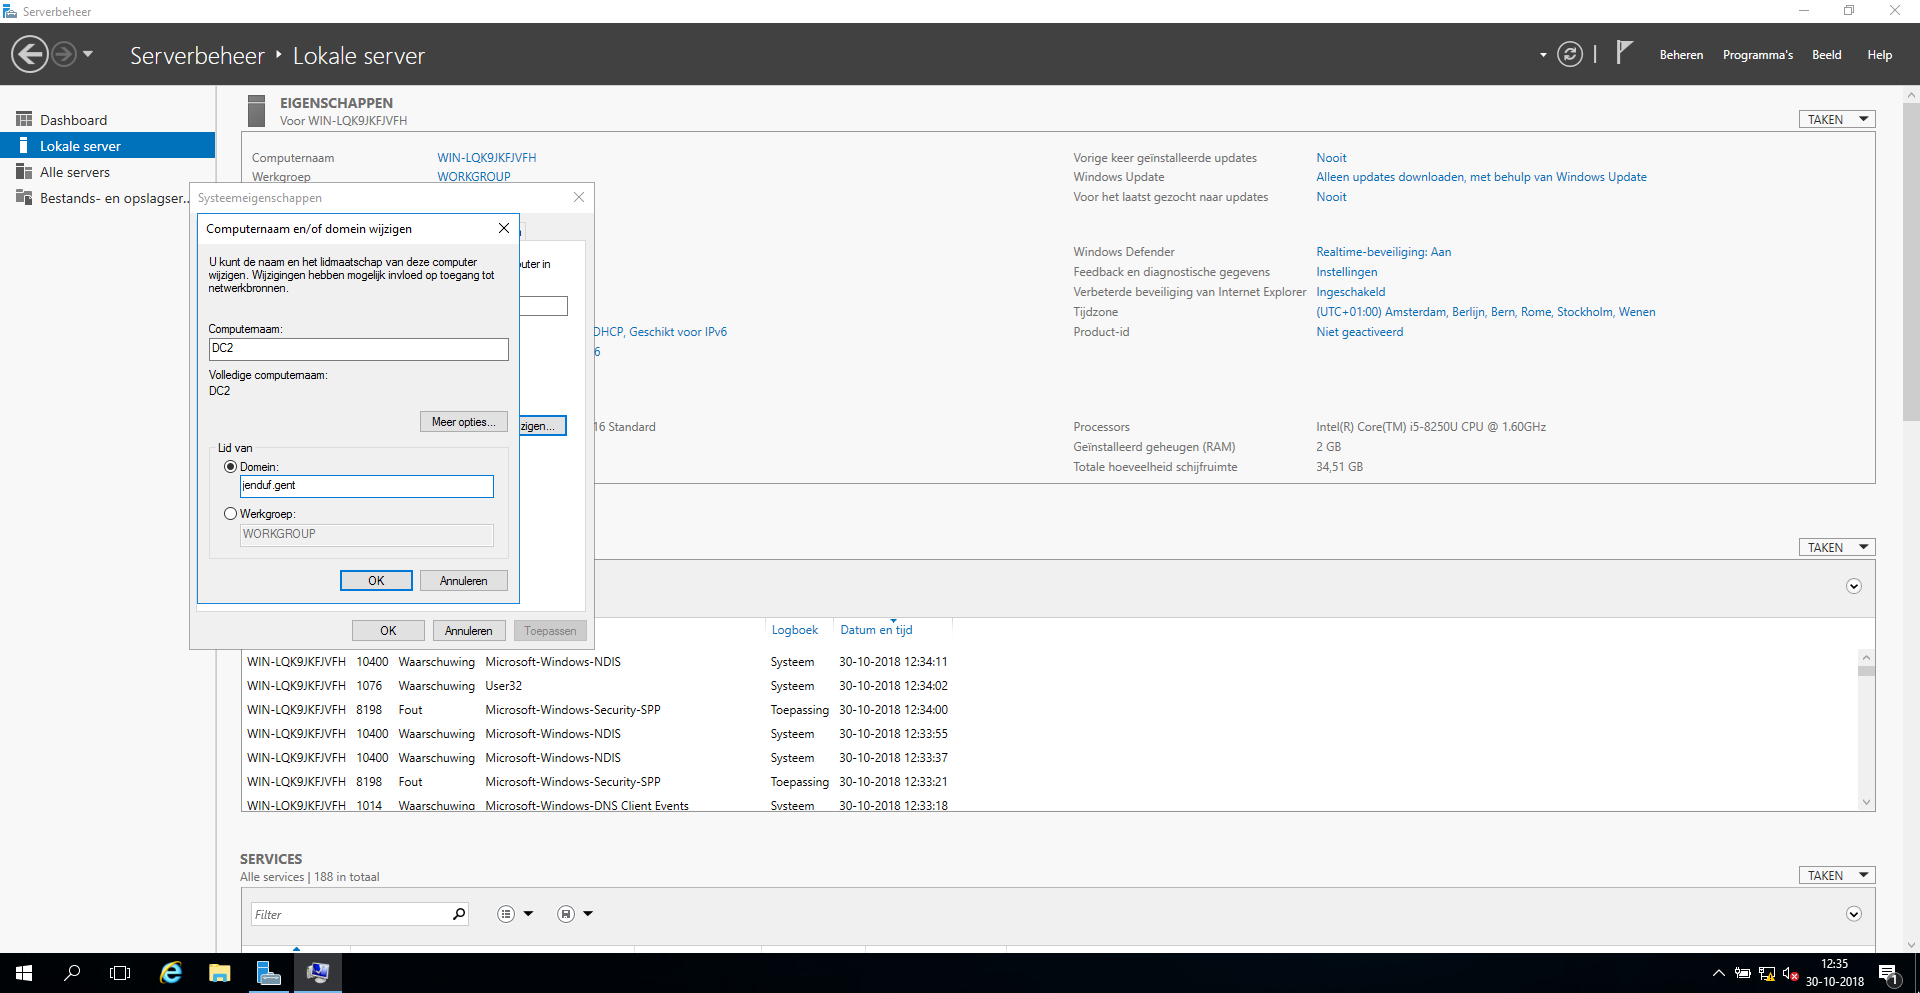 Serverbeheer
Serverbeheer ‣ Lokale server
Beheren Programma's Beeld Help
Dashboard
Lokale server
Alle servers
Bestands- en opslagser...
EIGENSCHAPPEN
Voor WIN-LQK9JKFJVFH
TAKEN
Computernaam WIN-LQK9JKFJVFH
Werkgroep WORKGROUP
Vorige keer geïnstalleerde updates Nooit
Windows Update Alleen updates downloaden, met behulp van Windows Update
Voor het laatst gezocht naar updates Nooit
Windows Defender Realtime-beveiliging: Aan
Feedback en diagnostische gegevens Instellingen
Verbeterde beveiliging van Internet Explorer Ingeschakeld
Tijdzone (UTC+01:00) Amsterdam, Berlijn, Bern, Rome, Stockholm, Wenen
Product-id Niet geactiveerd
DHCP, Geschikt voor IPv6
6
16 Standard
Processors Intel(R) Core(TM) i5-8250U CPU @ 1.60GHz
Geïnstalleerd geheugen (RAM) 2 GB
Totale hoeveelheid schijfruimte 34,51 GB
Systeemeigenschappen
uter in
zigen...
OK Annuleren Toepassen
Computernaam en/of domein wijzigen
U kunt de naam en het lidmaatschap van deze computer
wijzigen. Wijzigingen hebben mogelijk invloed op toegang tot
netwerkbronnen.
Computernaam:
DC2
Volledige computernaam:
DC2
Meer opties...
Lid van
Domein:
jenduf.gent
Werkgroep:
WORKGROUP
OK Annuleren
TAKEN
Logboek Datum en tijd
WIN-LQK9JKFJVFH 10400 Waarschuwing Microsoft-Windows-NDIS Systeem 30-10-2018 12:34:11
WIN-LQK9JKFJVFH 1076 Waarschuwing User32 Systeem 30-10-2018 12:34:02
WIN-LQK9JKFJVFH 8198 Fout Microsoft-Windows-Security-SPP Toepassing 30-10-2018 12:34:00
WIN-LQK9JKFJVFH 10400 Waarschuwing Microsoft-Windows-NDIS Systeem 30-10-2018 12:33:55
WIN-LQK9JKFJVFH 10400 Waarschuwing Microsoft-Windows-NDIS Systeem 30-10-2018 12:33:37
WIN-LQK9JKFJVFH 8198 Fout Microsoft-Windows-Security-SPP Toepassing 30-10-2018 12:33:21
WIN-LQK9JKFJVFH 1014 Waarschuwing Microsoft-Windows-DNS Client Events Systeem 30-10-2018 12:33:18
SERVICES
Alle services | 188 in totaal
TAKEN
Filter
12:35
30-10-2018
1